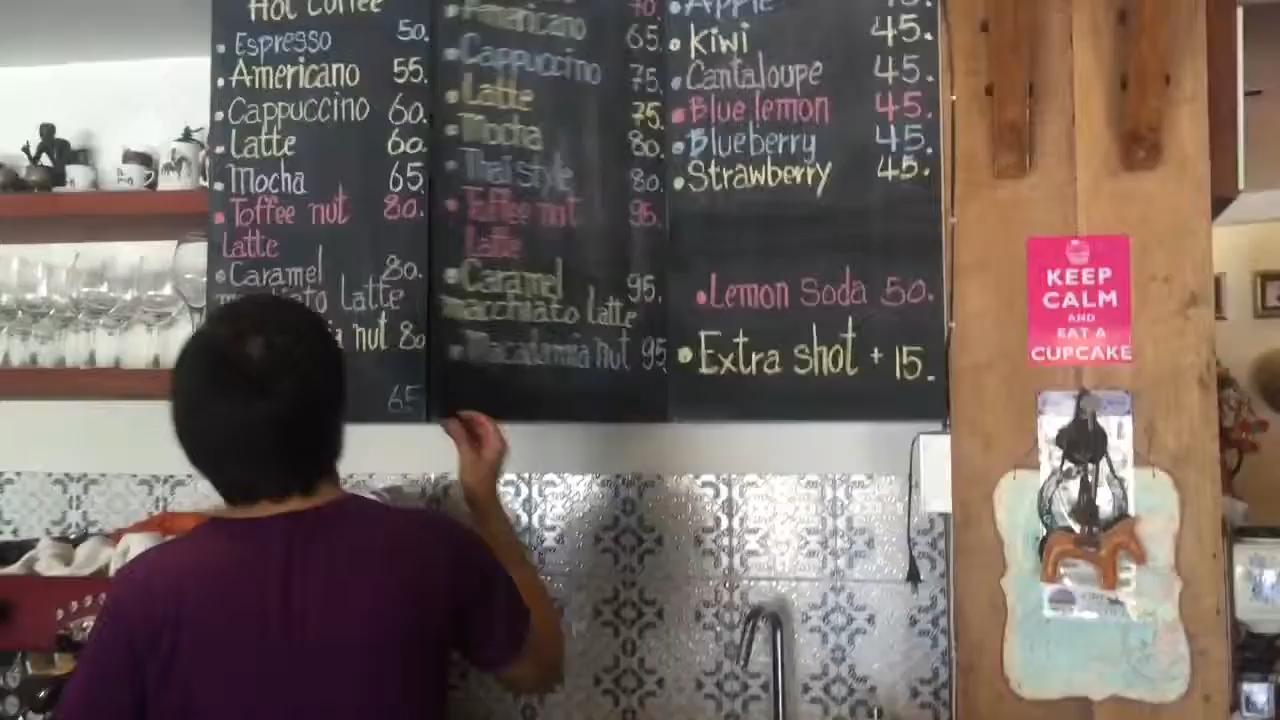 Hot Coffee
Espresso 50.
Americano 55.
Cappuccino 60.
Latte 60.
Mocha 65.
Toffee nut 80.
Latte
Caramel 80.
Latte
nut 80
65
70.
Americano 65.
Cappuccino 75.
Latte 75.
Mocha 80.
Thai style 80.
Toffee nut 95.
Latte
Caramel 95.
macchiato latte
Macadamia nut 95
Apple 45.
Kiwi 45.
Cantaloupe 45.
Blue lemon 45.
Blueberry 45.
Strawberry 45.
Lemon Soda 50.
Extra shot + 15.
KEEP
CALM
AND
EAT A
CUPCAKE